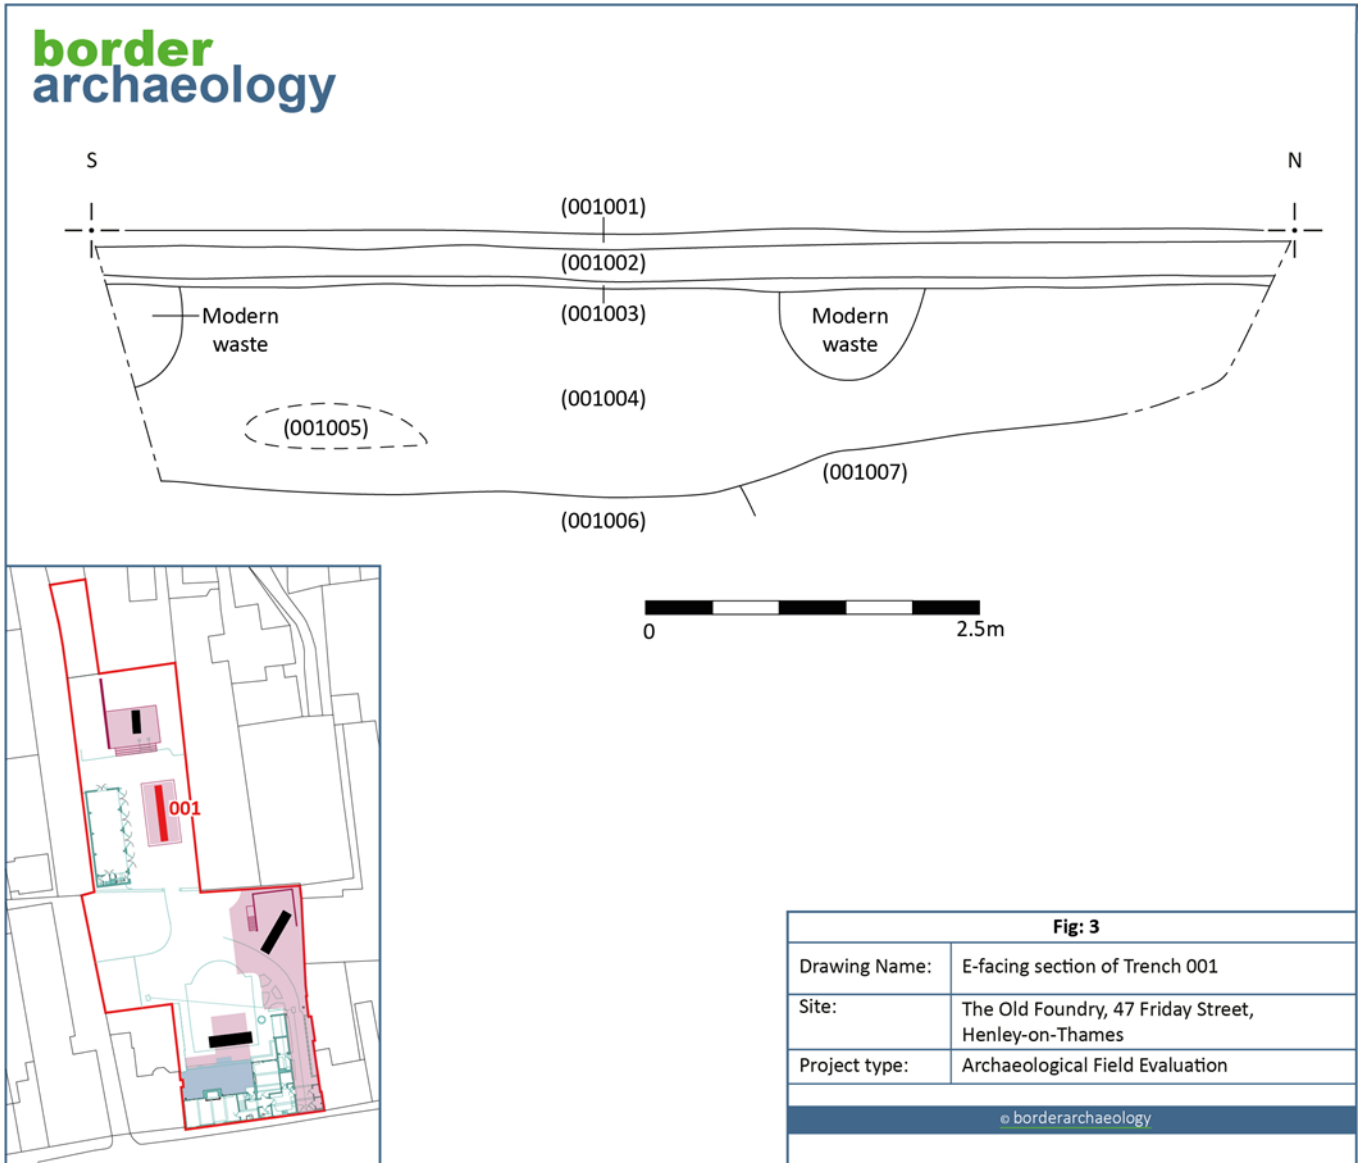 border
archaeology
S
N
(001001)
(001002)
(001003)
Modern
waste
Modern
waste
(001004)
(001005)
(001007)
(001006)
0
2.5m
001
Fig: 3
Drawing Name: E-facing section of Trench 001
Site: The Old Foundry, 47 Friday Street,
Henley-on-Thames
Project type: Archaeological Field Evaluation
© borderarchaeology